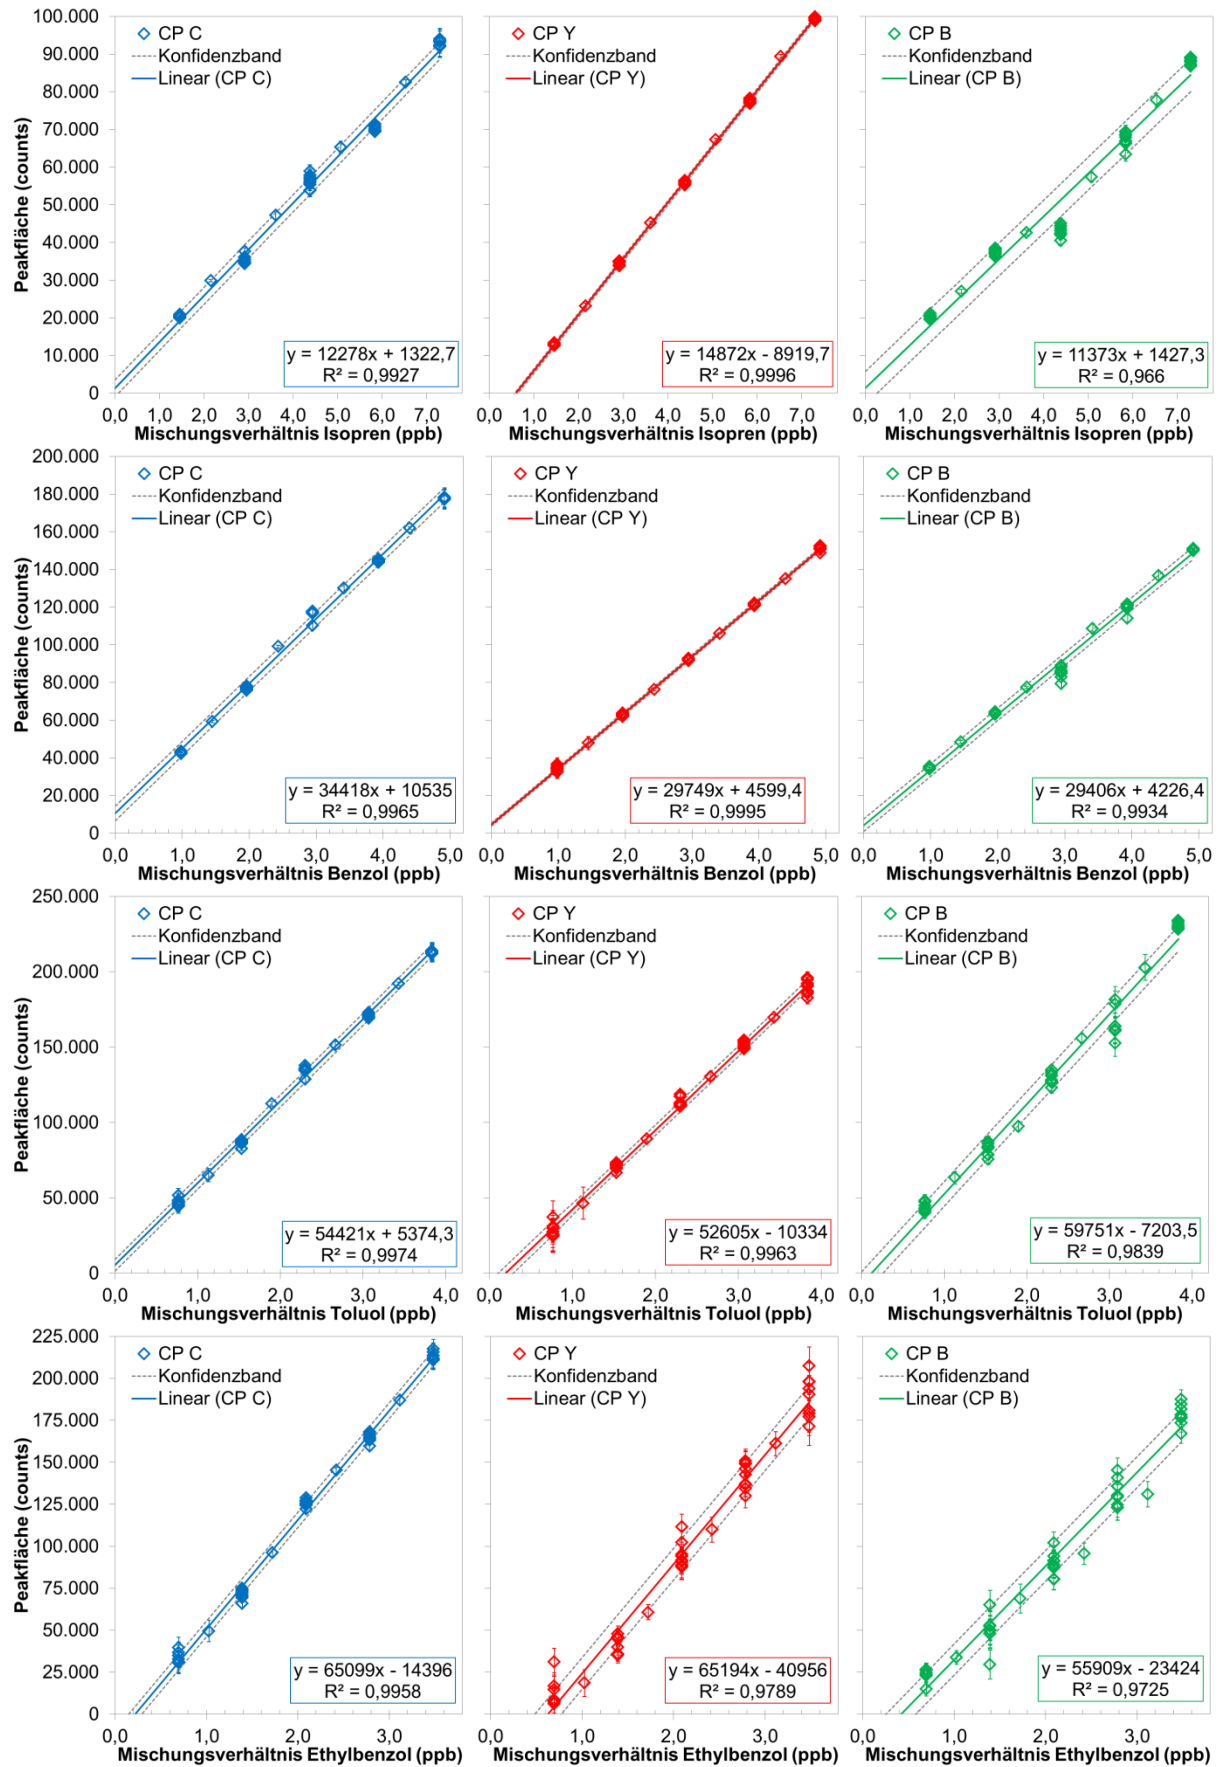 Peakfläche (counts)
100.000
90.000
80.000
70.000
60.000
50.000
40.000
30.000
20.000
10.000
0
CP C
Konfidenzband
Linear (CP C)
y = 12278x + 1322,7
R² = 0,9927
0,0 1,0 2,0 3,0 4,0 5,0 6,0 7,0
Mischungsverhältnis Isopren (ppb)
CP Y
Konfidenzband
Linear (CP Y)
y = 14872x - 8919,7
R² = 0,9996
0,0 1,0 2,0 3,0 4,0 5,0 6,0 7,0
Mischungsverhältnis Isopren (ppb)
CP B
Konfidenzband
Linear (CP B)
y = 11373x + 1427,3
R² = 0,966
0,0 1,0 2,0 3,0 4,0 5,0 6,0 7,0
Mischungsverhältnis Isopren (ppb)
Peakfläche (counts)
200.000
180.000
160.000
140.000
120.000
100.000
80.000
60.000
40.000
20.000
0
CP C
Konfidenzband
Linear (CP C)
y = 34418x + 10535
R² = 0,9965
0,0 1,0 2,0 3,0 4,0 5,0
Mischungsverhältnis Benzol (ppb)
CP Y
Konfidenzband
Linear (CP Y)
y = 29749x + 4599,4
R² = 0,9995
0,0 1,0 2,0 3,0 4,0 5,0
Mischungsverhältnis Benzol (ppb)
CP B
Konfidenzband
Linear (CP B)
y = 29406x + 4226,4
R² = 0,9934
0,0 1,0 2,0 3,0 4,0 5,0
Mischungsverhältnis Benzol (ppb)
Peakfläche (counts)
250.000
200.000
150.000
100.000
50.000
0
CP C
Konfidenzband
Linear (CP C)
y = 54421x + 5374,3
R² = 0,9974
0,0 1,0 2,0 3,0 4,0
Mischungsverhältnis Toluol (ppb)
CP Y
Konfidenzband
Linear (CP Y)
y = 52605x - 10334
R² = 0,9963
0,0 1,0 2,0 3,0 4,0
Mischungsverhältnis Toluol (ppb)
CP B
Konfidenzband
Linear (CP B)
y = 59751x - 7203,5
R² = 0,9839
0,0 1,0 2,0 3,0 4,0
Mischungsverhältnis Toluol (ppb)
Peakfläche (counts)
225.000
200.000
175.000
150.000
125.000
100.000
75.000
50.000
25.000
0
CP C
Konfidenzband
Linear (CP C)
y = 65099x - 14396
R² = 0,9958
0,0 1,0 2,0 3,0
Mischungsverhältnis Ethylbenzol (ppb)
CP Y
Konfidenzband
Linear (CP Y)
y = 65194x - 40956
R² = 0,9789
0,0 1,0 2,0 3,0
Mischungsverhältnis Ethylbenzol (ppb)
CP B
Konfidenzband
Linear (CP B)
y = 55909x - 23424
R² = 0,9725
0,0 1,0 2,0 3,0
Mischungsverhältnis Ethylbenzol (ppb)